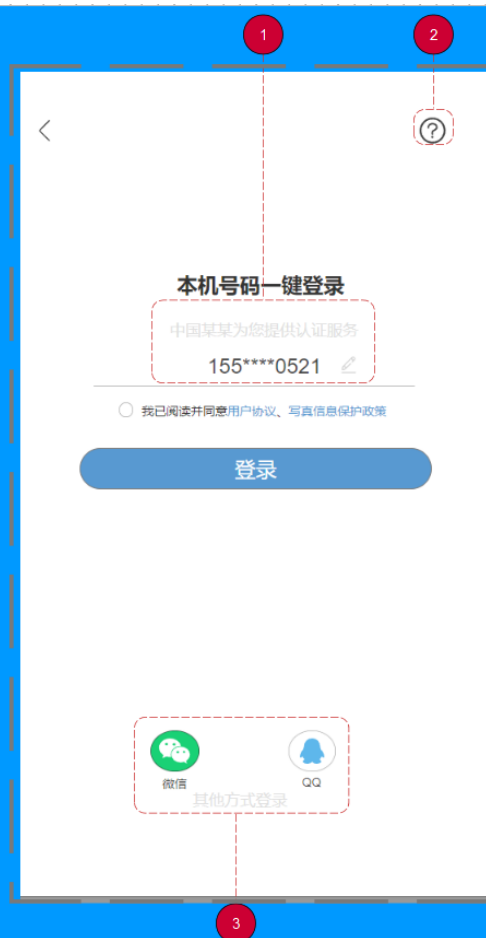 1
2
?
本机号码一键登录
中国某某为您提供认证服务
155****0521
我已阅读并同意用户协议、写真信息保护政策
登录
微信
QQ
其他方式登录
3